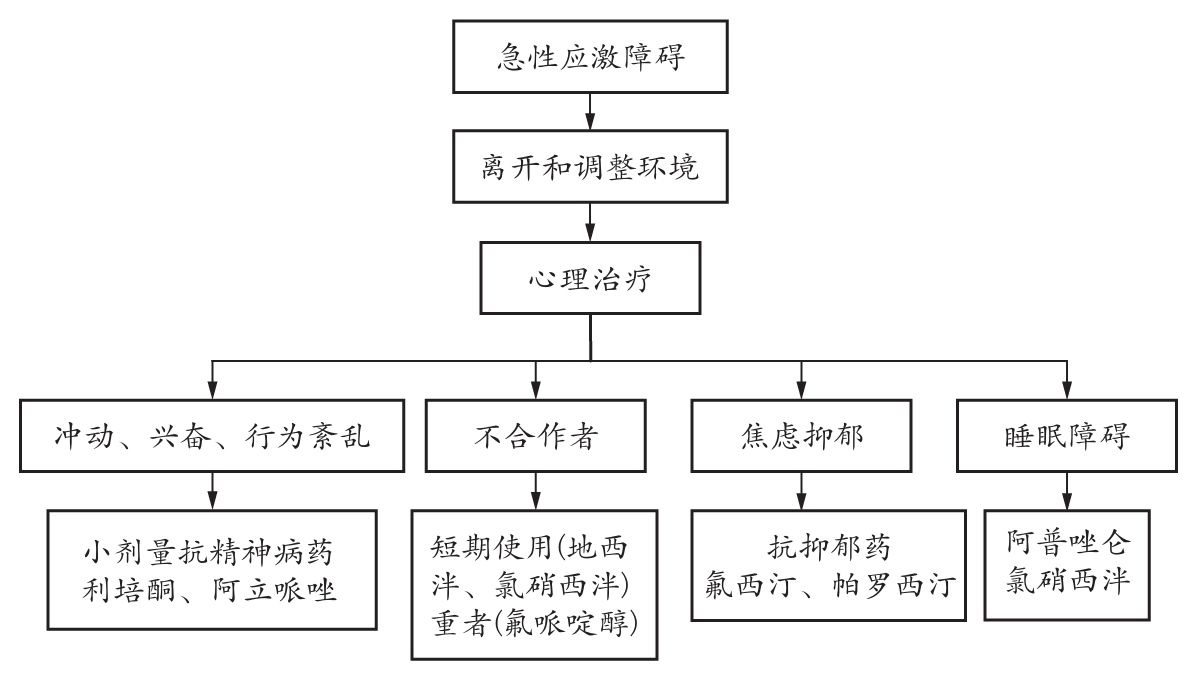 急性应激障碍
离开和调整环境
心理治疗
冲动、兴奋、行为紊乱
不合作者
焦虑抑郁
睡眠障碍
小剂量抗精神病药
利培酮、阿立哌唑
短期使用(地西
泮、氯硝西泮)
重者(氟哌啶醇)
抗抑郁药
氟西汀、帕罗西汀
阿普唑仑
氯硝西泮